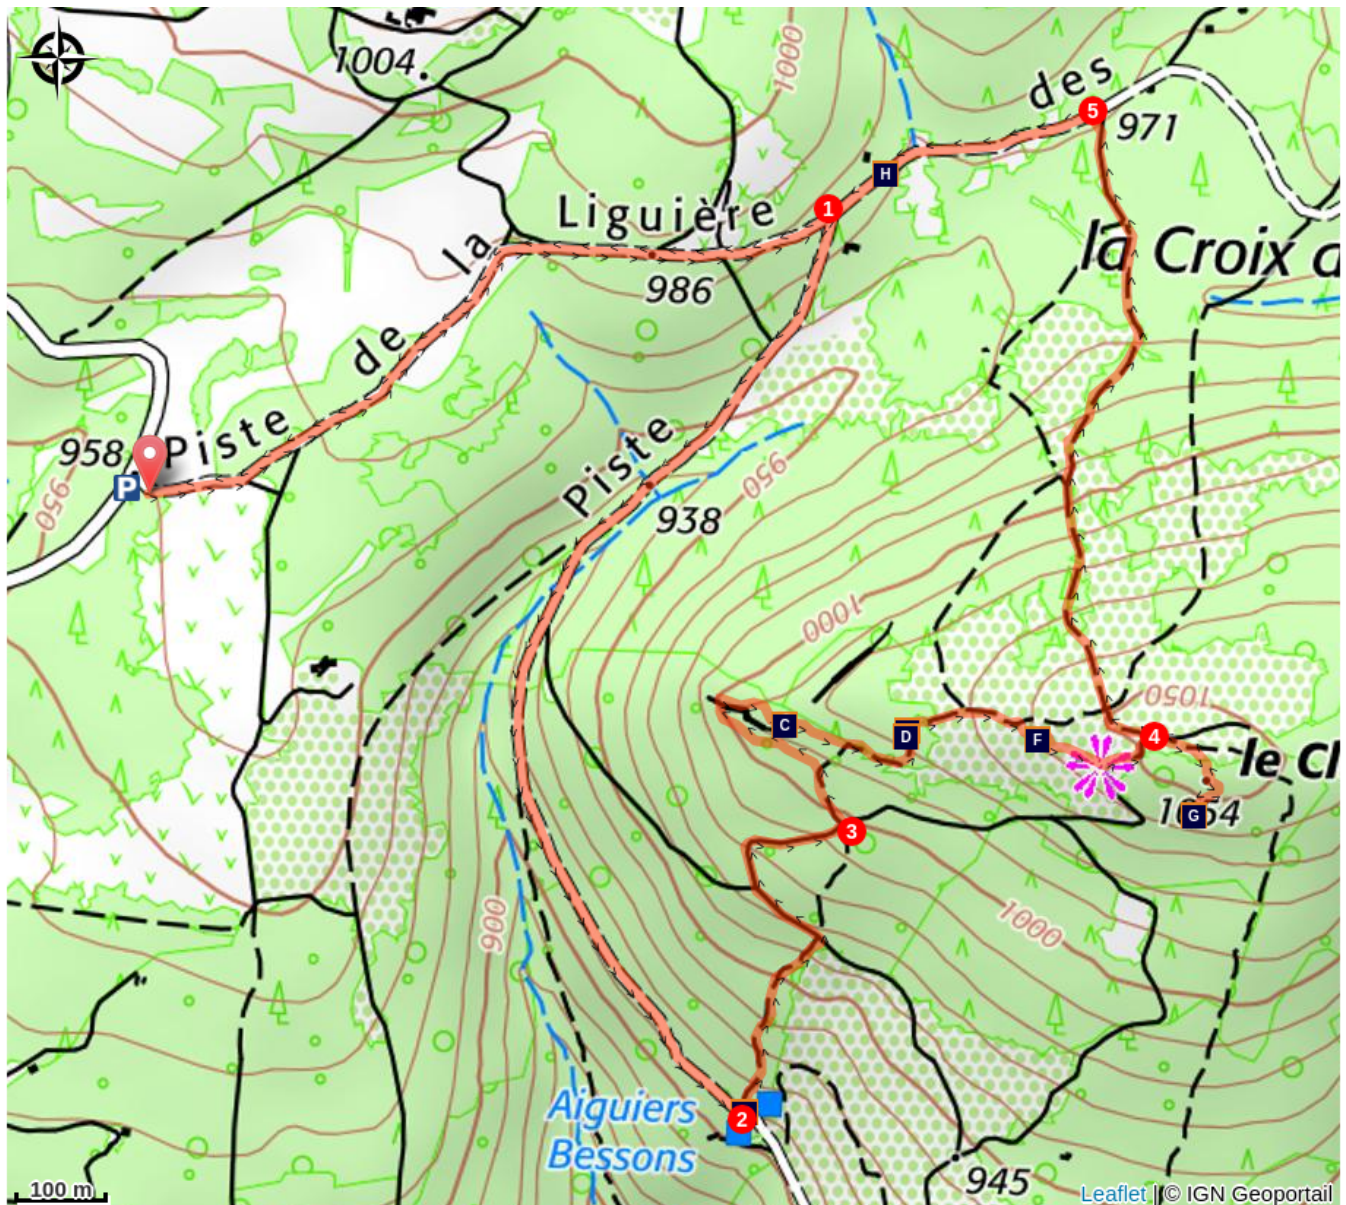 1004
1000
des
5
971
H
1
Liguière
la
la Croix d
986
de
Piste
958
P
950
Piste
950
938
1000
1050
C
D
F
4
le Cl
G
3
900
1000
2
Aiguiers
Bessons
945
100 m
Leaflet | © IGN Geoportail